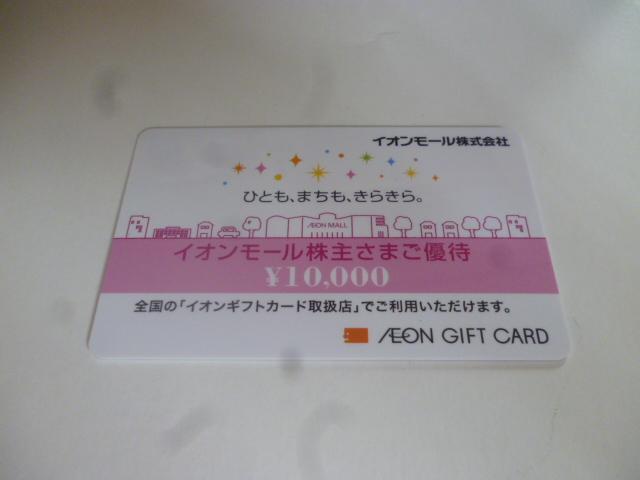 イオンモール株式会社
ひとも、まちも、きらきら。
ÆON MALL
イオンモール株主さまご優待
¥10,000
全国の「イオンギフトカード取扱店」でご利用いただけます。
ÆON GIFT CARD